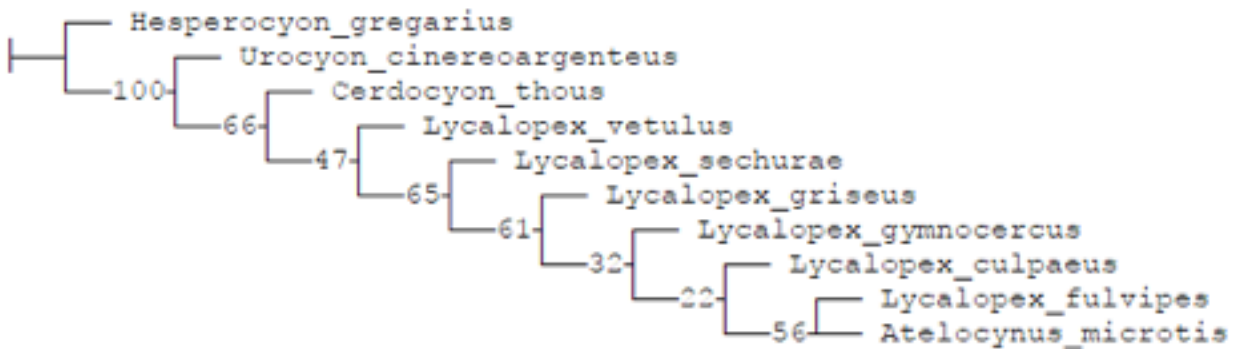 Hesperocyon_gregarius
Urocyon_cinereoargenteus
100
Cerdocyon_thous
66
Lycalopex_vetulus
47
Lycalopex_sechurae
65
Lycalopex_griseus
61
Lycalopex_gymnocercus
32
Lycalopex_culpaeus
22
Lycalopex_fulvipes
56
Atelocynus_microtis